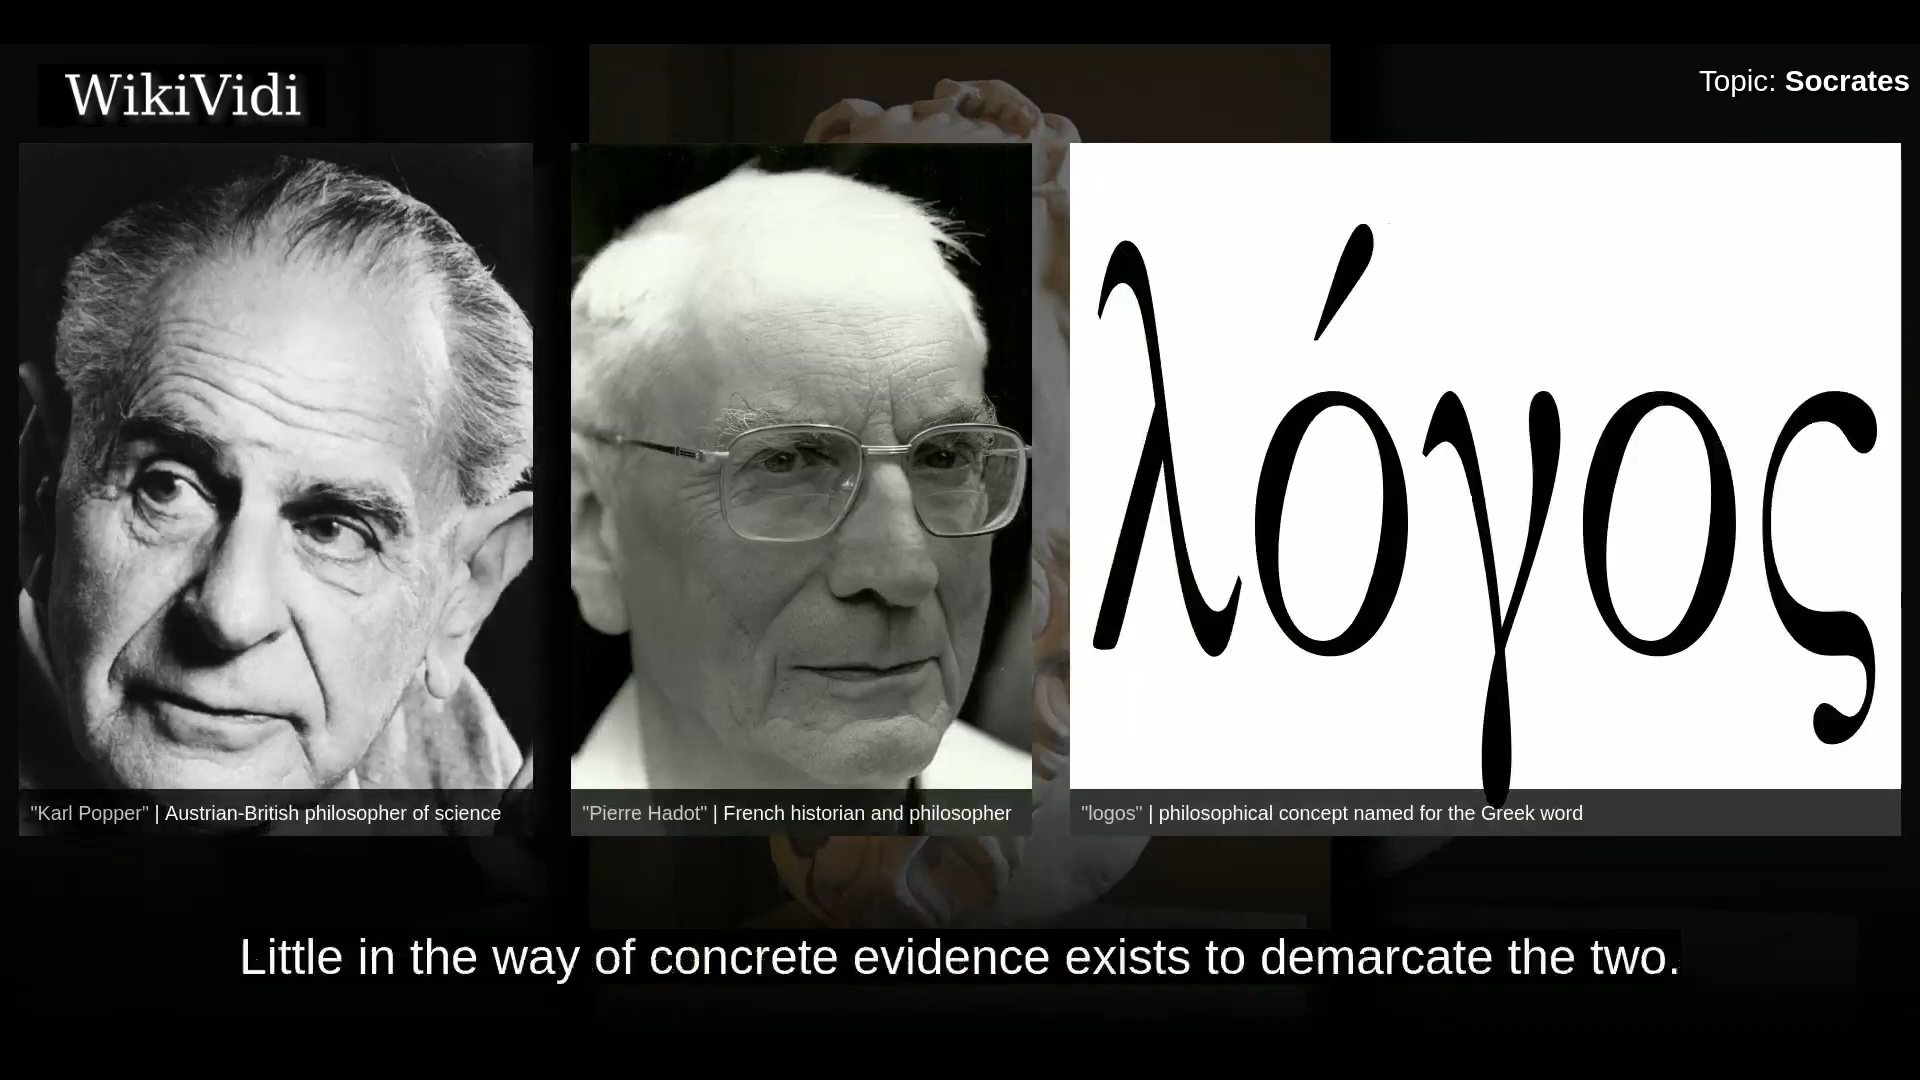 WikiVidi
Topic: Socrates
λόγος
"Karl Popper" | Austrian-British philosopher of science
"Pierre Hadot" | French historian and philosopher
"logos" | philosophical concept named for the Greek word
Little in the way of concrete evidence exists to demarcate the two.